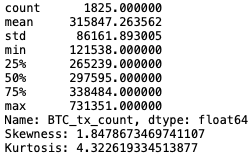 count      1825.000000
mean     315847.263562
std       86161.893005
min      121538.000000
25%      265239.000000
50%      297595.000000
75%      338484.000000
max      731351.000000
Name: BTC_tx_count, dtype: float64
Skewness: 1.8478673469741107
Kurtosis: 4.322619334513877